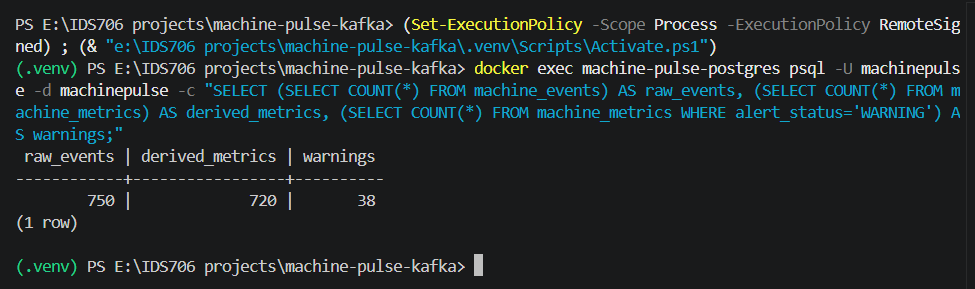 PS E:\IDS706 projects\machine-pulse-kafka> (Set-ExecutionPolicy -Scope Process -ExecutionPolicy RemoteSig
ned) ; (& "e:\IDS706 projects\machine-pulse-kafka\.venv\Scripts\Activate.ps1")
(.venv) PS E:\IDS706 projects\machine-pulse-kafka> docker exec machine-pulse-postgres psql -U machinepuls
e -d machinepulse -c "SELECT (SELECT COUNT(*) FROM machine_events) AS raw_events, (SELECT COUNT(*) FROM m
achine_metrics) AS derived_metrics, (SELECT COUNT(*) FROM machine_metrics WHERE alert_status='WARNING') A
S warnings;"
 raw_events | derived_metrics | warnings
------------+-----------------+----------
        750 |             720 |       38
(1 row)

(.venv) PS E:\IDS706 projects\machine-pulse-kafka>